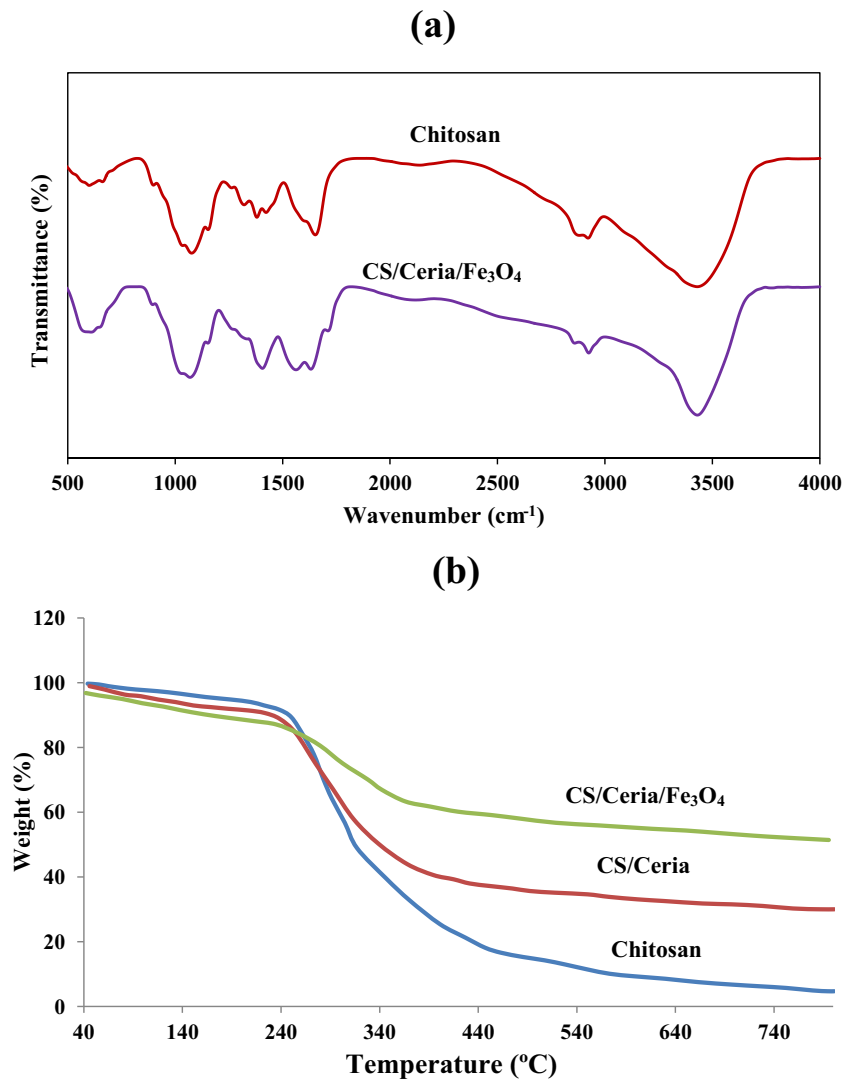 (a)
Chitosan
CS/Ceria/Fe₃O₄
Transmittance (%)
500 1000 1500 2000 2500 3000 3500 4000
Wavenumber (cm⁻¹)
(b)
120
100
80
60
40
20
0
Weight (%)
CS/Ceria/Fe₃O₄
CS/Ceria
Chitosan
40 140 240 340 440 540 640 740
Temperature (ºC)